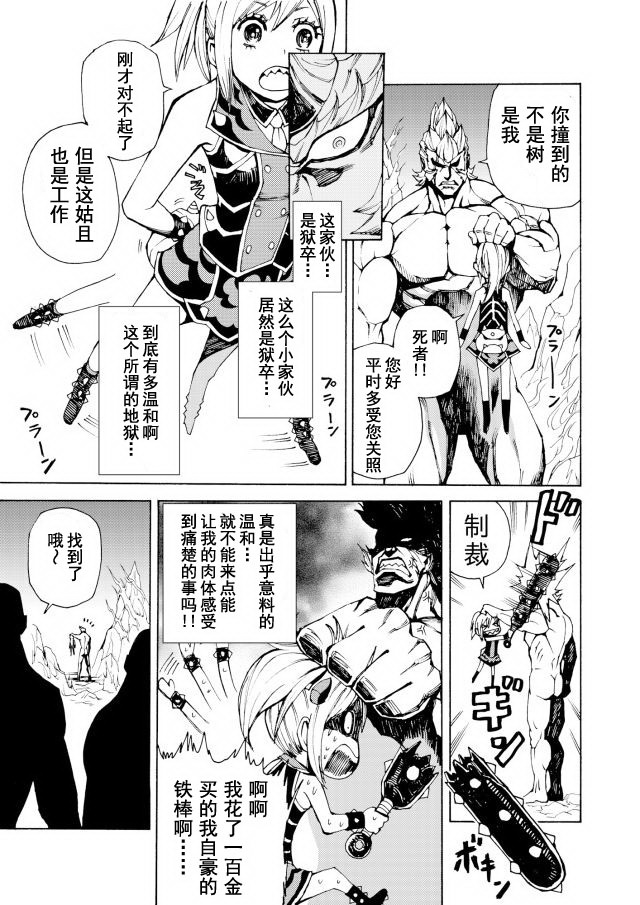 你撞到的
不是树
是我
啊
死者!!
您好
平时多受您关照
プラーン
这家伙…
是狱卒…
这么个小家伙
居然是狱卒…
刚才对不起了
但是这姑且
也是工作
到底有多温和啊
这个所谓的地狱…
プラーン
プラーン
制裁
ドギン
ボキン
真是出乎意料的
温和…
就不能来点能
让我的肉体感受
到痛楚的事吗!!
啊啊
我花了一百金
买的我自豪的
铁棒啊……
找到了
哦~